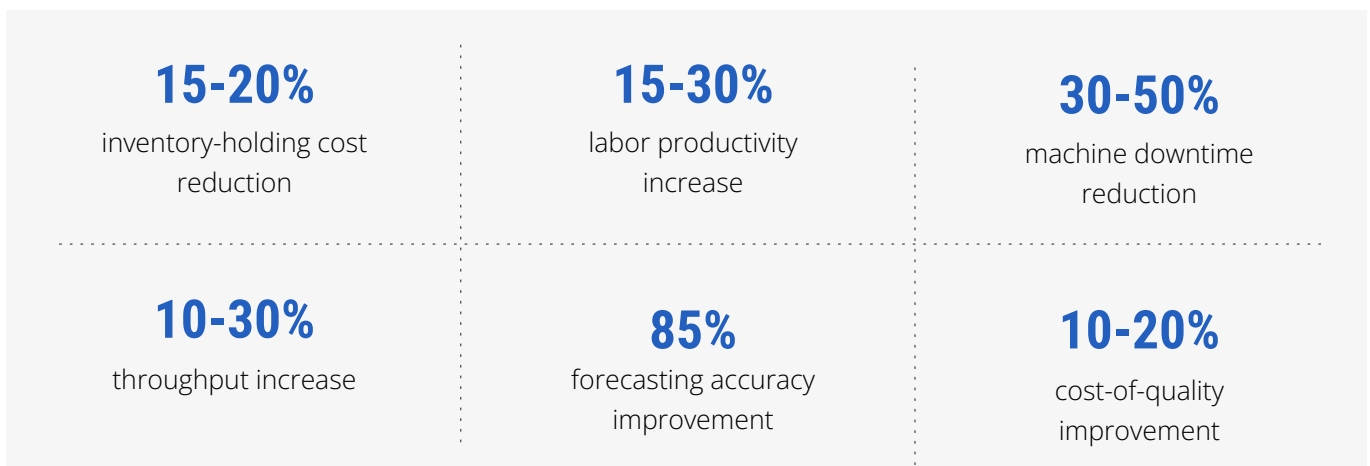 15-20%
inventory-holding cost
reduction
15-30%
labor productivity
increase
30-50%
machine downtime
reduction
10-30%
throughput increase
85%
forecasting accuracy
improvement
10-20%
cost-of-quality
improvement